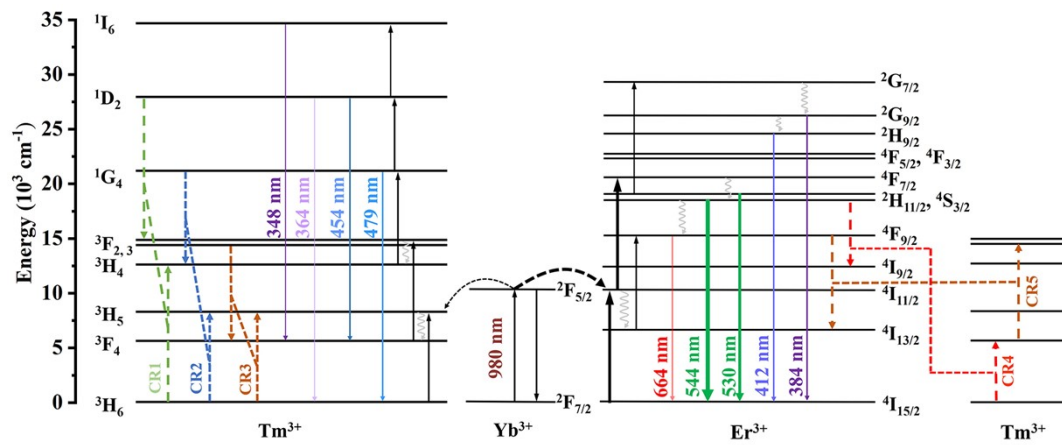 Energy (10³ cm⁻¹)
35
30
25
20
15
10
5
0
¹I₆
¹D₂
¹G₄
³F₂, ₃
³H₄
³H₅
³F₄
³H₆
CR1
CR2
CR3
348 nm
364 nm
454 nm
479 nm
Tm³⁺
980 nm
²F₅/₂
²F₇/₂
Yb³⁺
664 nm
544 nm
530 nm
412 nm
384 nm
²G₇/₂
²G₉/₂
²H₉/₂
⁴F₅/₂, ⁴F₃/₂
⁴F₇/₂
²H₁₁/₂, ⁴S₃/₂
⁴F₉/₂
⁴I₉/₂
⁴I₁₁/₂
⁴I₁₃/₂
⁴I₁₅/₂
Er³⁺
CR5
CR4
Tm³⁺